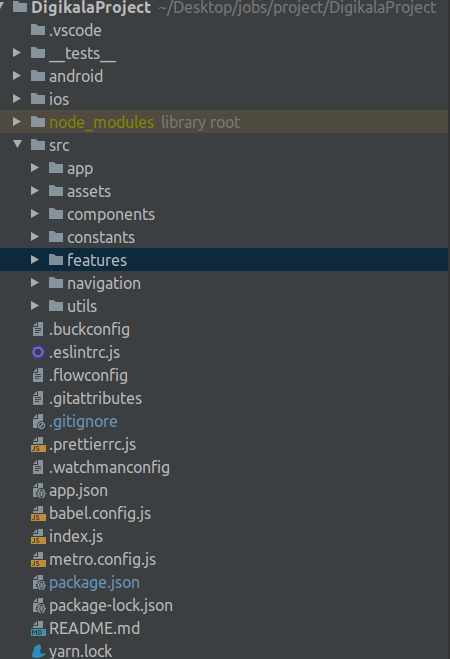 DigikalaProject ~/Desktop/jobs/project/DigikalaProject
.vscode
__tests__
android
ios
node_modules library root
src
app
assets
components
constants
features
navigation
utils
.buckconfig
.eslintrc.js
.flowconfig
.gitattributes
.gitignore
.prettierrc.js
.watchmanconfig
app.json
babel.config.js
index.js
metro.config.js
package.json
package-lock.json
README.md
yarn.lock